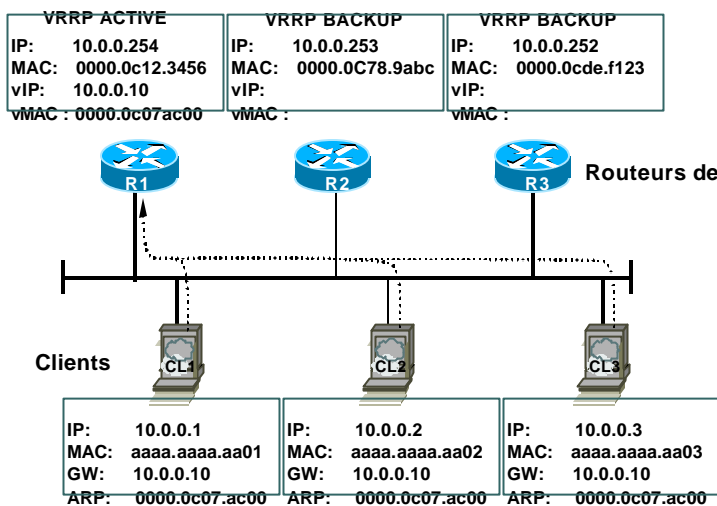 VRRP ACTIVE
IP: 10.0.0.254
MAC: 0000.0c12.3456
vIP: 10.0.0.10
vMAC : 0000.0c07ac00
VRRP BACKUP
IP: 10.0.0.253
MAC: 0000.0C78.9abc
vIP:
vMAC :
VRRP BACKUP
IP: 10.0.0.252
MAC: 0000.0cde.f123
vIP:
vMAC :
R1
R2
R3
Routeurs de
Clients
CL1
CL2
CL3
IP: 10.0.0.1
MAC: aaaa.aaaa.aa01
GW: 10.0.0.10
ARP: 0000.0c07.ac00
IP: 10.0.0.2
MAC: aaaa.aaaa.aa02
GW: 10.0.0.10
ARP: 0000.0c07.ac00
IP: 10.0.0.3
MAC: aaaa.aaaa.aa03
GW: 10.0.0.10
ARP: 0000.0c07.ac00